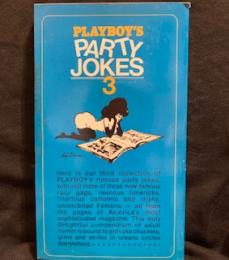 PLAYBOY'S
PARTY
JOKES
3
Here is our third collection of
PLAYBOY's famous party jokes,
with still more of those now-famous
racy gags, raucous limericks,
hilarious cartoons and
uninhibited Femlins — all from
the pages of America's most
sophisticated magazine. This truly
delightful compendium of adult
humor is bound to provoke chuckles,
grins and smiles in urbane circles
everywhere